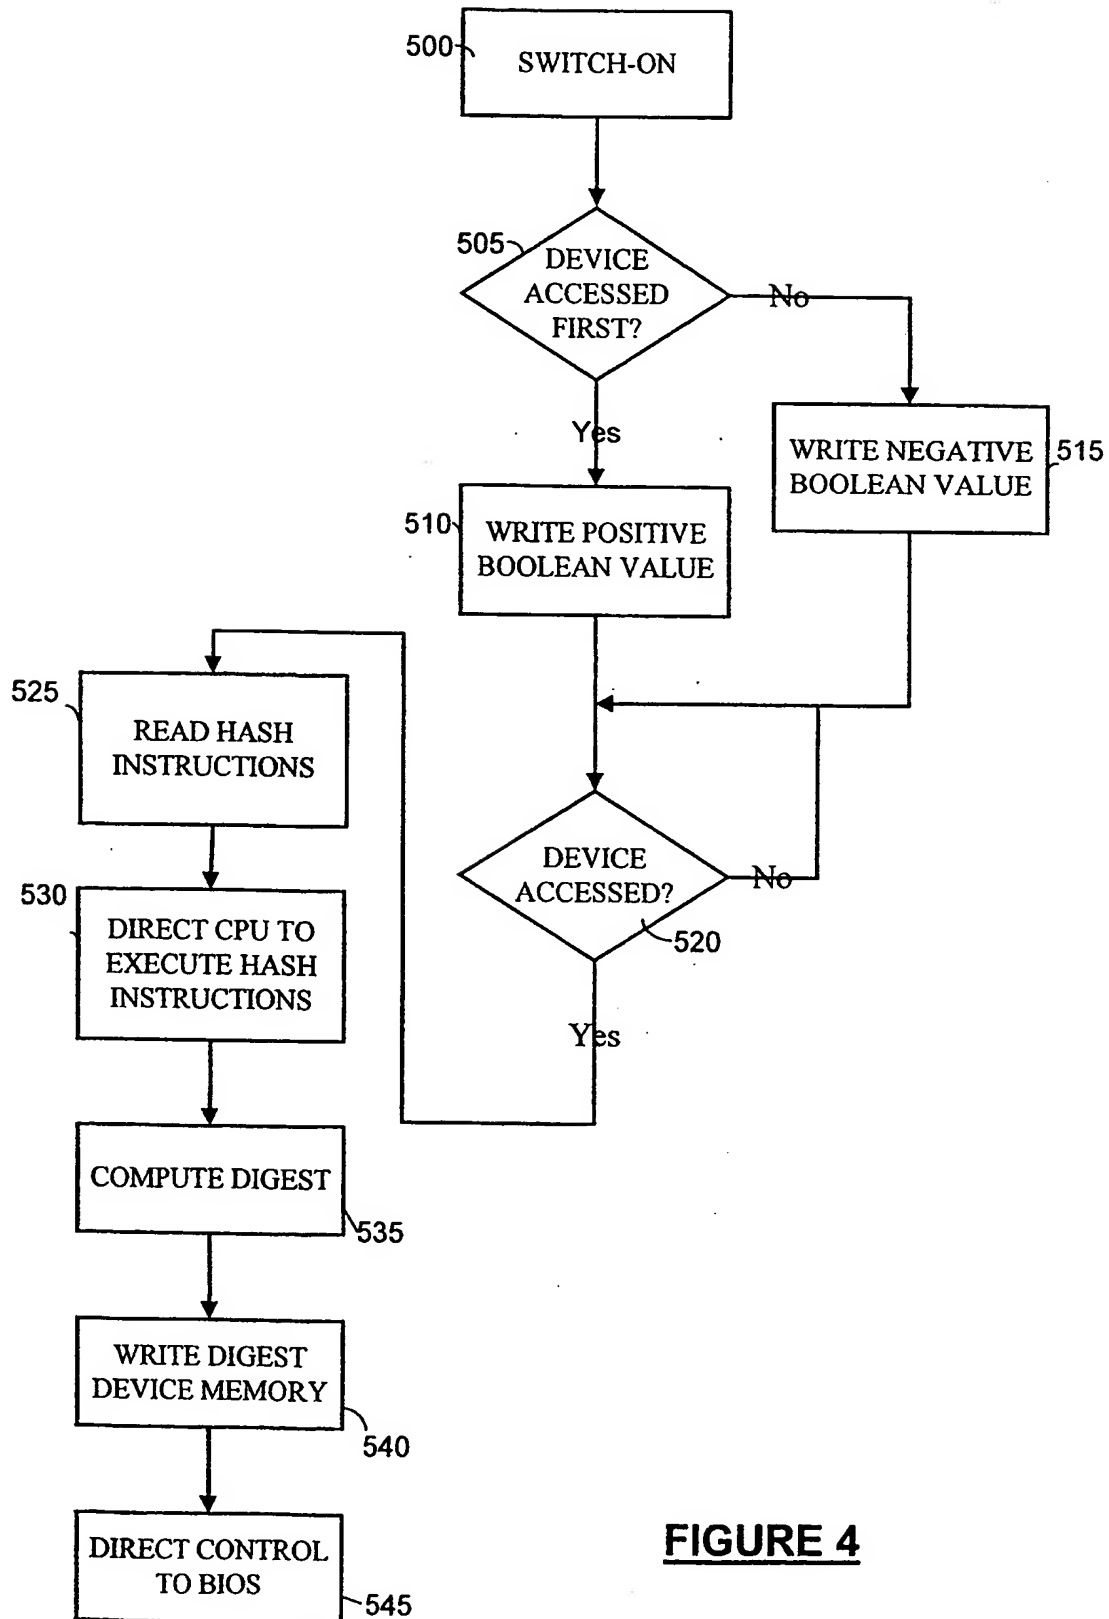 500
SWITCH-ON
505
DEVICE
ACCESSED
FIRST?
No
Yes
WRITE NEGATIVE
BOOLEAN VALUE
515
510
WRITE POSITIVE
BOOLEAN VALUE
525
READ HASH
INSTRUCTIONS
DEVICE
ACCESSED?
No
520
Yes
530
DIRECT CPU TO
EXECUTE HASH
INSTRUCTIONS
COMPUTE DIGEST
535
WRITE DIGEST
DEVICE MEMORY
540
DIRECT CONTROL
TO BIOS
545
FIGURE 4